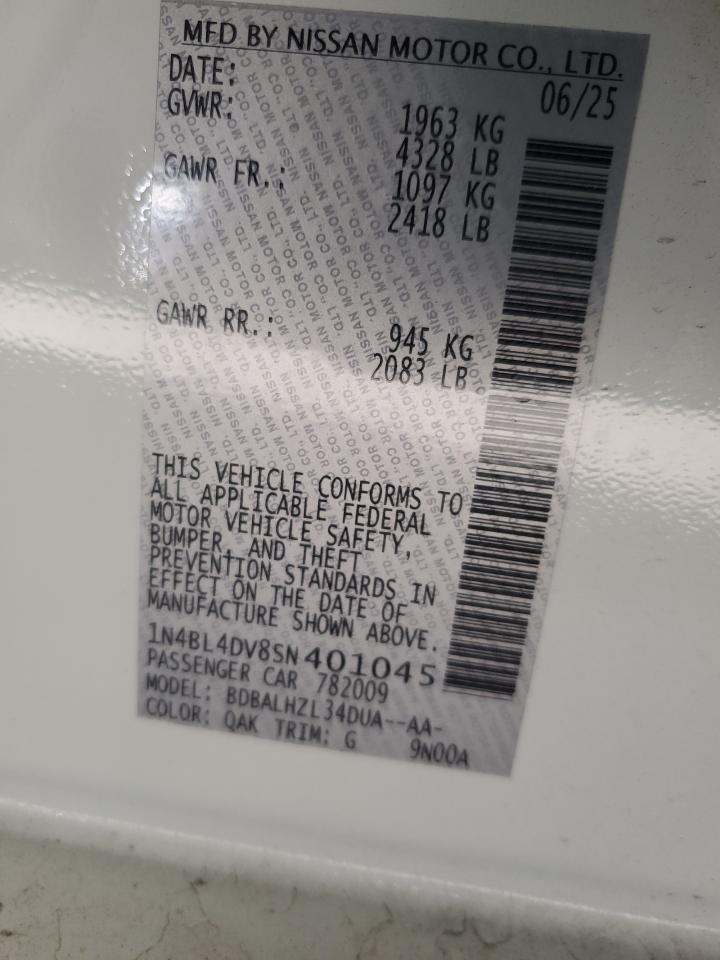 MFD BY NISSAN MOTOR CO., LTD.
DATE: 06/25
GVWR: 1963 KG
4328 LB
GAWR FR.: 1097 KG
2418 LB
GAWR RR.: 945 KG
2083 LB
THIS VEHICLE CONFORMS TO
ALL APPLICABLE FEDERAL
MOTOR VEHICLE SAFETY,
BUMPER, AND THEFT
PREVENTION STANDARDS IN
EFFECT ON THE DATE OF
MANUFACTURE SHOWN ABOVE.
1N4BL4DV8SN401045
PASSENGER CAR 782009
MODEL: BDBALHZL34DUA--AA-
COLOR: QAK TRIM: G 9N00A